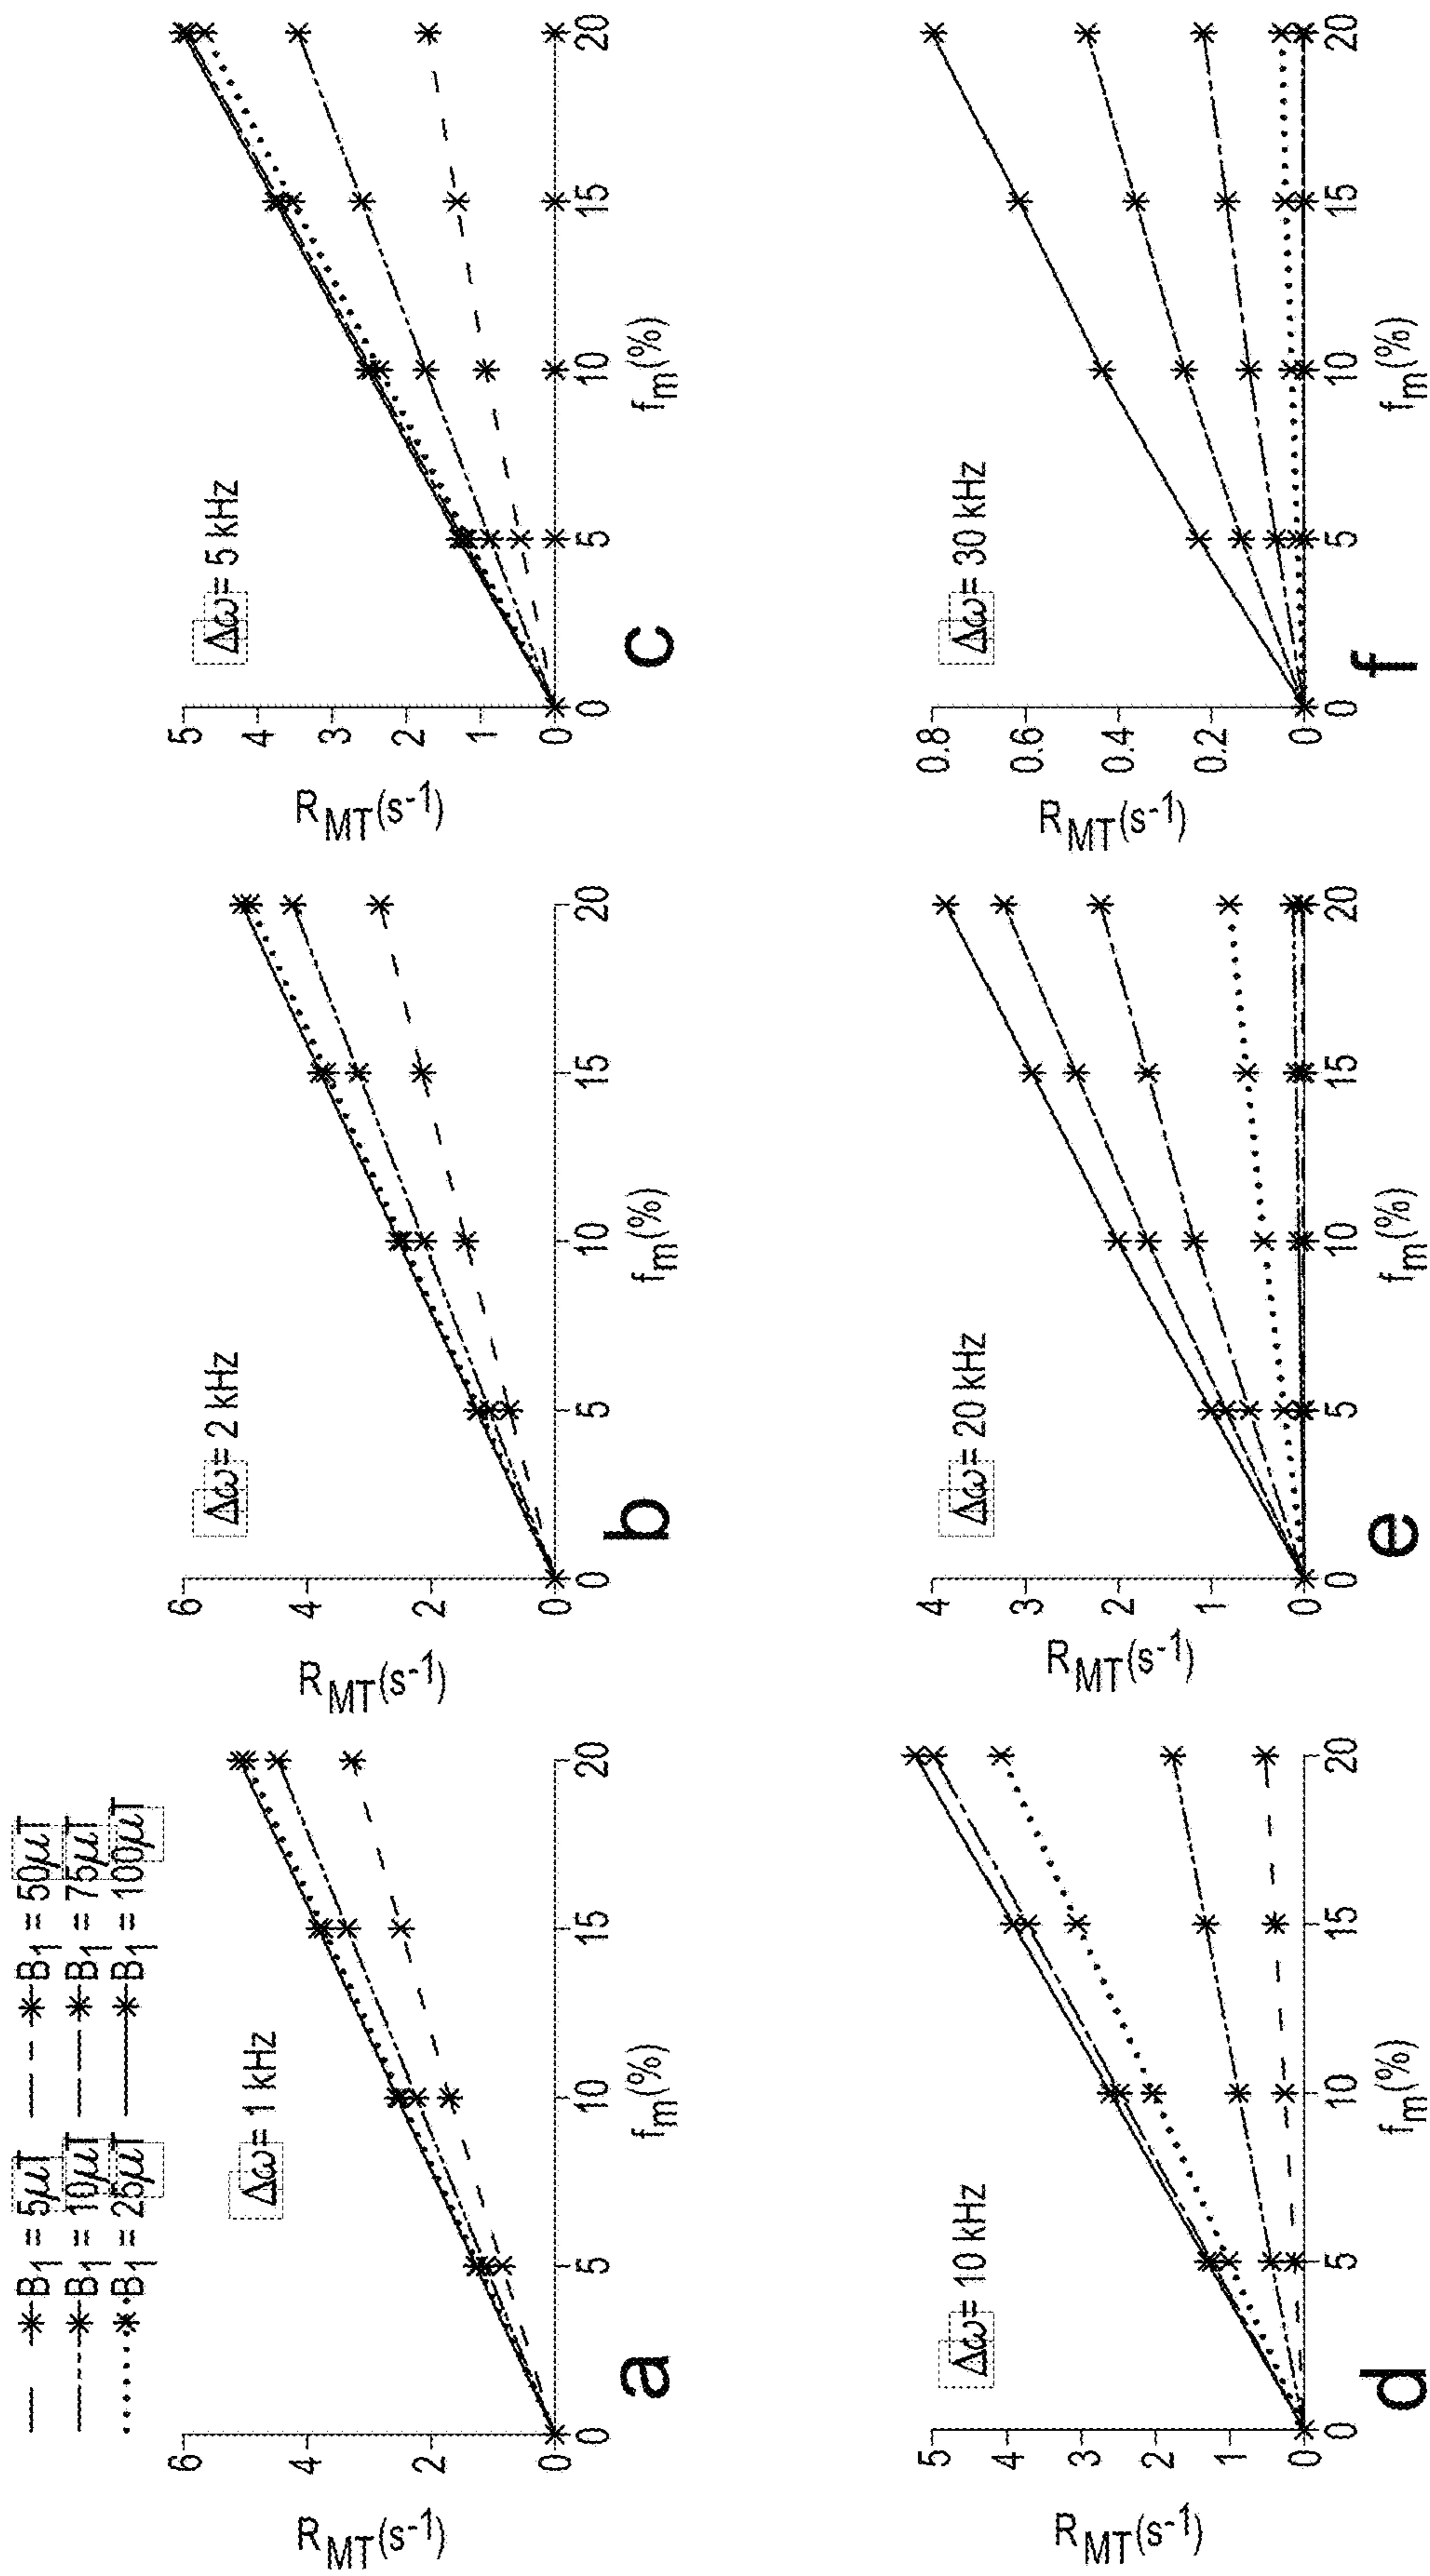 B1 = 5μT B1 = 50μT
B1 = 10μT B1 = 75μT
B1 = 25μT B1 = 100μT
Δω= 1 kHz
RMT(s-1)
6
4
2
0
0 5 10 15 20
fm(%)
a
Δω= 2 kHz
RMT(s-1)
6
4
2
0
0 5 10 15 20
fm(%)
b
Δω= 5 kHz
RMT(s-1)
5
4
3
2
1
0
0 5 10 15 20
fm(%)
c
Δω= 10 kHz
RMT(s-1)
5
4
3
2
1
0
0 5 10 15 20
fm(%)
d
Δω= 20 kHz
RMT(s-1)
4
3
2
1
0
0 5 10 15 20
fm(%)
e
Δω= 30 kHz
RMT(s-1)
0.8
0.6
0.4
0.2
0
0 5 10 15 20
fm(%)
f